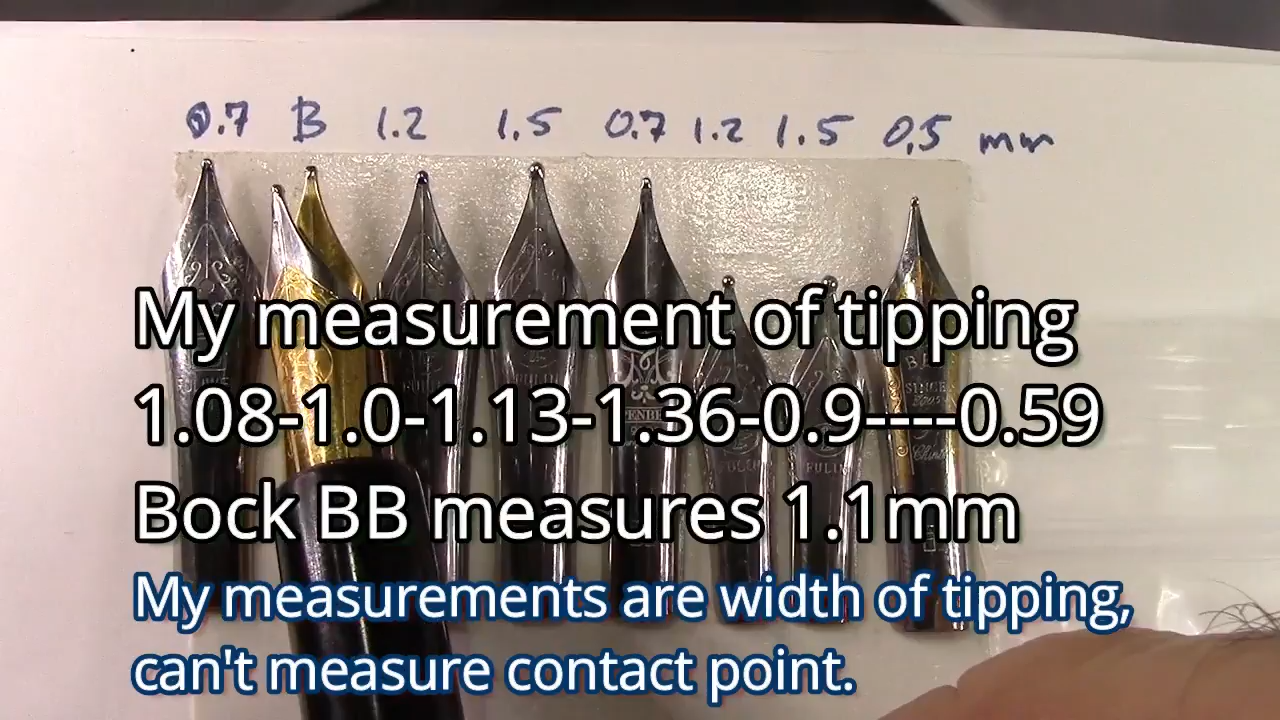 0.7 B 1.2 1.5 0.7 1.2 1.5 0.5 mm
My measurement of tipping
1.08-1.0-1.13-1.36-0.9----0.59
Bock BB measures 1.1mm
My measurements are width of tipping,
can't measure contact point.